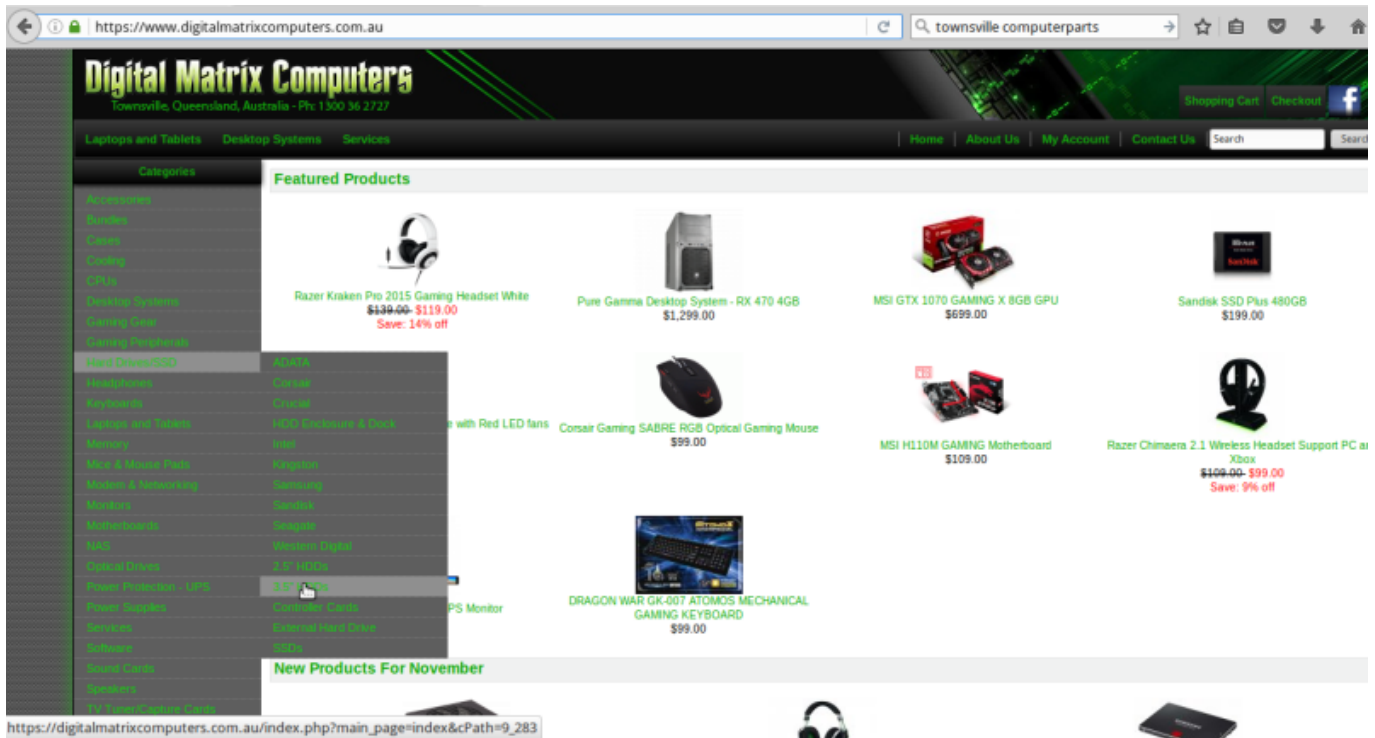 https://www.digitalmatrixcomputers.com.au
townsville computerparts
Digital Matrix Computers
Townsville, Queensland, Australia - Ph: 1300 36 2727
Shopping Cart Checkout f
Laptops and Tablets Desktop Systems Services
Home | About Us | My Account | Contact Us Search Search
Categories
Accessories
Bundles
Cases
Cooling
CPUs
Desktop Systems
Gaming Gear
Gaming Peripherals
Hard Drives/SSD
Headphones
Keyboards
Laptops and Tablets
Memory
Mice & Mouse Pads
Modem & Networking
Monitors
Motherboards
NAS
Optical Drives
Power Protection - UPS
Power Supplies
Services
Software
Sound Cards
Speakers
TV Tuner/Capture Cards
ADATA
Corsair
Crucial
HDD Enclosure & Dock
Intel
Kingston
Samsung
Sandisk
Seagate
Western Digital
2.5" HDDs
Controller Cards
External Hard Drive
SSDs
Featured Products
Razer Kraken Pro 2015 Gaming Headset White
$139.00 $119.00
Save: 14% off
Pure Gamma Desktop System - RX 470 4GB
$1,299.00
MSI GTX 1070 GAMING X 8GB GPU
$699.00
SanDisk
Sandisk SSD Plus 480GB
$199.00
e with Red LED fans
Corsair Gaming SABRE RGB Optical Gaming Mouse
$99.00
MSI H110M GAMING Motherboard
$109.00
Razer Chimaera 2.1 Wireless Headset Support PC an
Xbox
$109.00 $99.00
Save: 9% off
PS Monitor
DRAGON WAR GK-007 ATOMOS MECHANICAL
GAMING KEYBOARD
$99.00
New Products For November
https://digitalmatrixcomputers.com.au/index.php?main_page=index&cPath=9_283